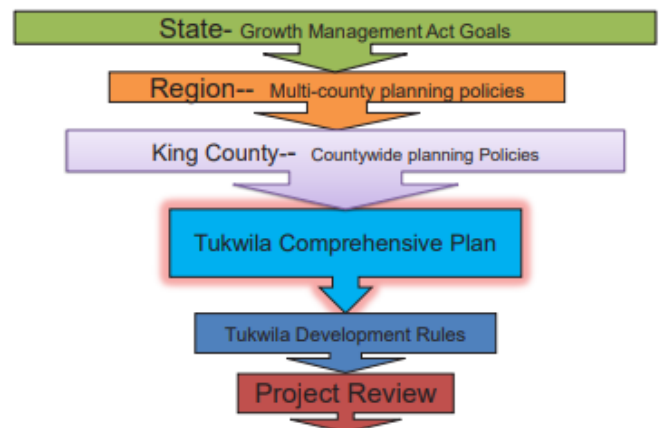 State- Growth Management Act Goals
Region-- Multi-county planning policies
King County-- Countywide planning Policies
Tukwila Comprehensive Plan
Tukwila Development Rules
Project Review